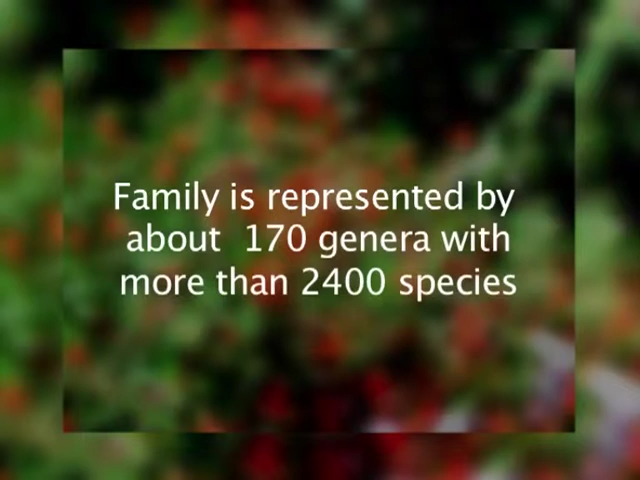 Family is represented by
about  170 genera with
more than 2400 species